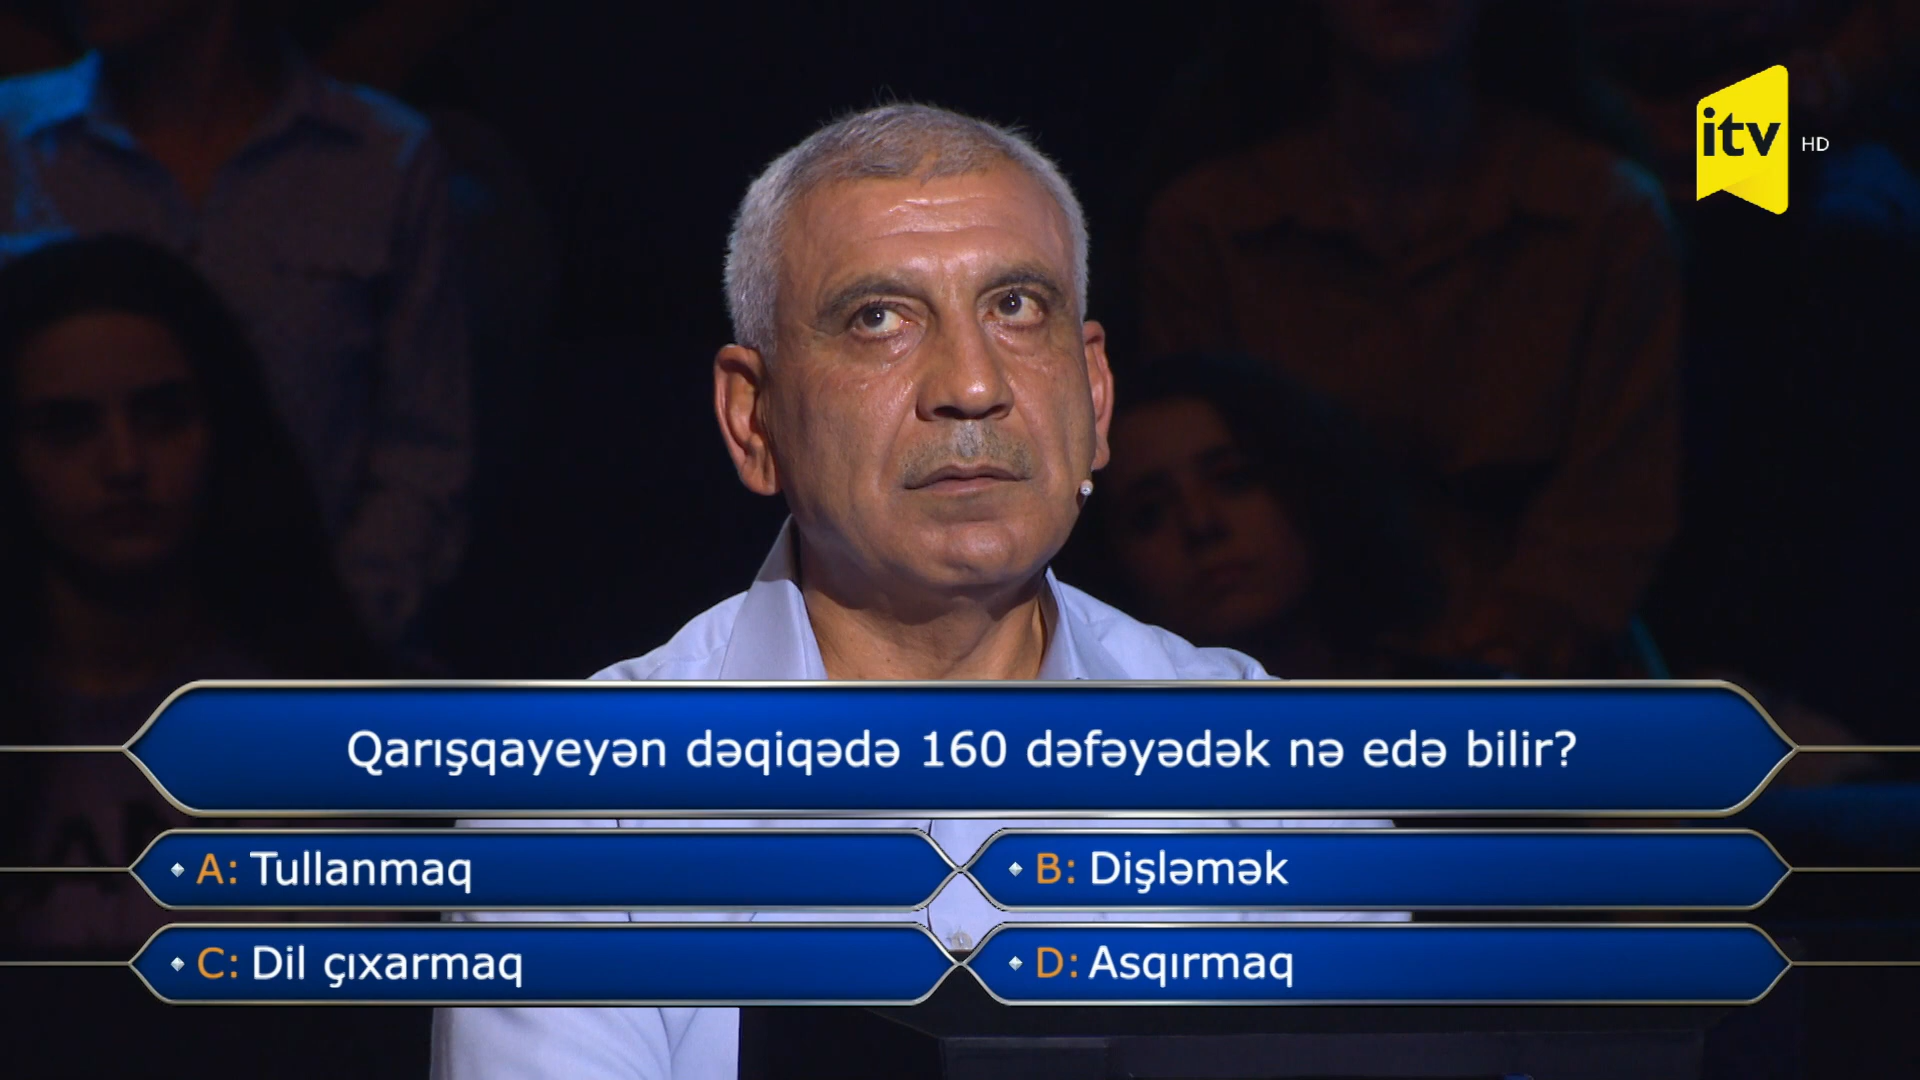 itv HD
Qarışqayeyən dəqiqədə 160 dəfəyədək nə edə bilir?
A: Tullanmaq
B: Dişləmək
C: Dil çıxarmaq
D: Asqırmaq